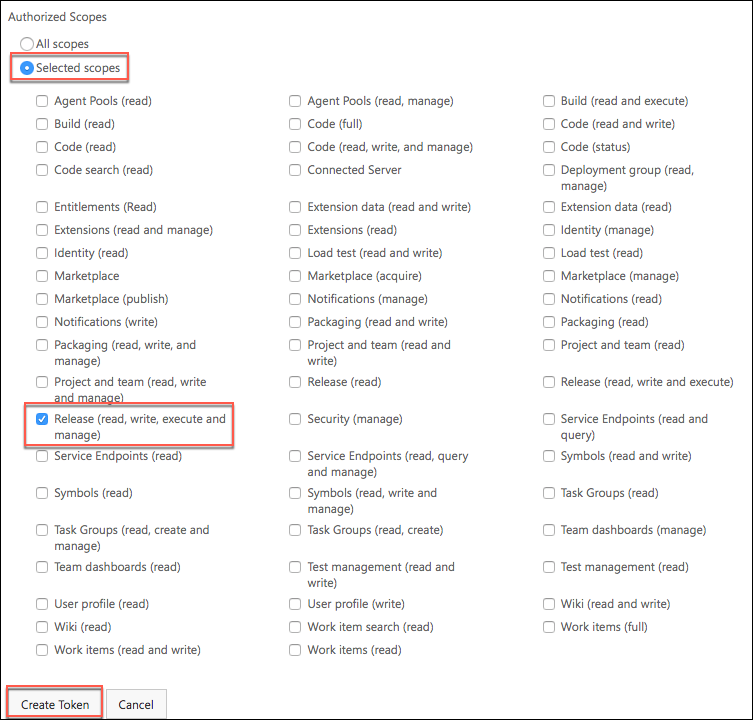 Authorized Scopes
All scopes
Selected scopes
Agent Pools (read) Agent Pools (read, manage) Build (read and execute)
Build (read) Code (full) Code (read and write)
Code (read) Code (read, write, and manage) Code (status)
Code search (read) Connected Server Deployment group (read,
manage)
Entitlements (Read) Extension data (read and write) Extension data (read)
Extensions (read and manage) Extensions (read) Identity (manage)
Identity (read) Load test (read and write) Load test (read)
Marketplace Marketplace (acquire) Marketplace (manage)
Marketplace (publish) Notifications (manage) Notifications (read)
Notifications (write) Packaging (read and write) Packaging (read)
Packaging (read, write, and Project and team (read and Project and team (read)
manage) write)
Project and team (read, write Release (read) Release (read, write and execute)
and manage)
Release (read, write, execute and Security (manage) Service Endpoints (read and
manage) query)
Service Endpoints (read) Service Endpoints (read, query Symbols (read and write)
and manage)
Symbols (read) Symbols (read, write and Task Groups (read)
manage)
Task Groups (read, create and Task Groups (read, create) Team dashboards (manage)
manage)
Team dashboards (read) Test management (read and Test management (read)
write)
User profile (read) User profile (write) Wiki (read and write)
Wiki (read) Work item search (read) Work items (full)
Work items (read and write) Work items (read)
Create Token Cancel